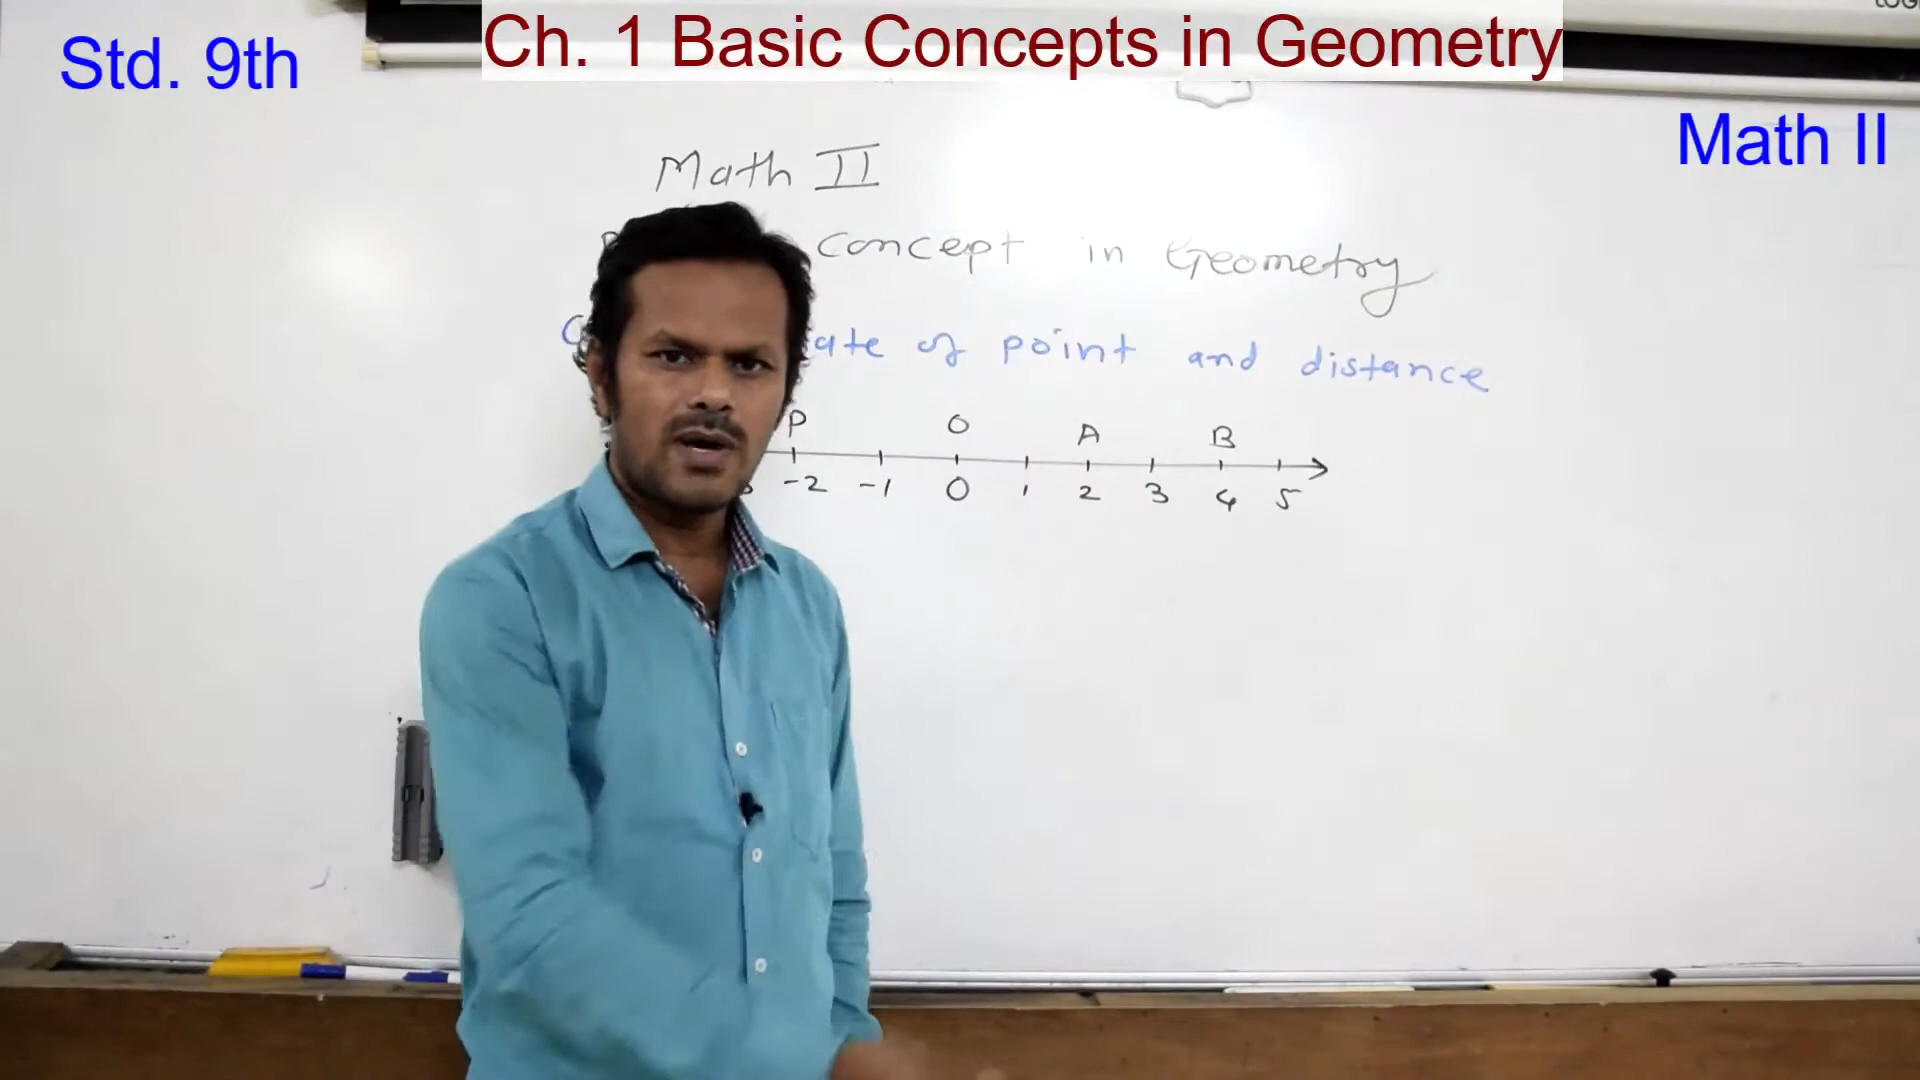 Ch. 1 Basic Concepts in Geometry
Std. 9th
Math II
Math II
Concept in Geometry
of point and distance
P O A B
-2 -1 0 1 2 3 4 5